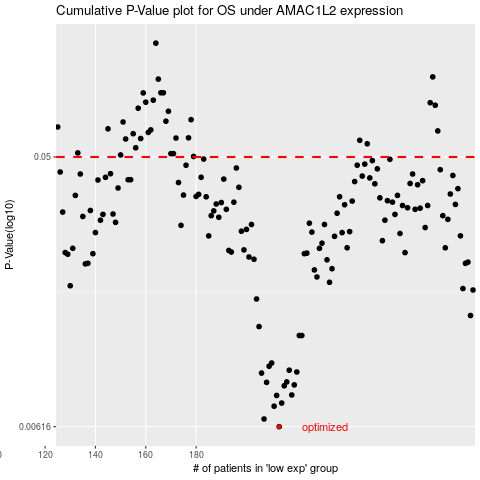 Cumulative P-Value plot for OS under AMAC1L2 expression
P-Value(log10)
0.05
0.00616
optimized
0 120 140 160 180
# of patients in 'low exp' group